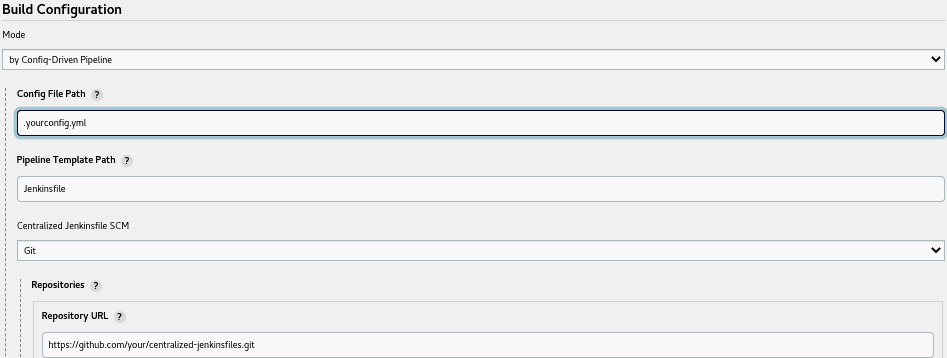 Build Configuration
Mode
by Config-Driven Pipeline
Config File Path ?
.yourconfig.yml
Pipeline Template Path ?
Jenkinsfile
Centralized Jenkinsfile SCM
Git
Repositories ?
Repository URL ?
https://github.com/your/centralized-jenkinsfiles.git